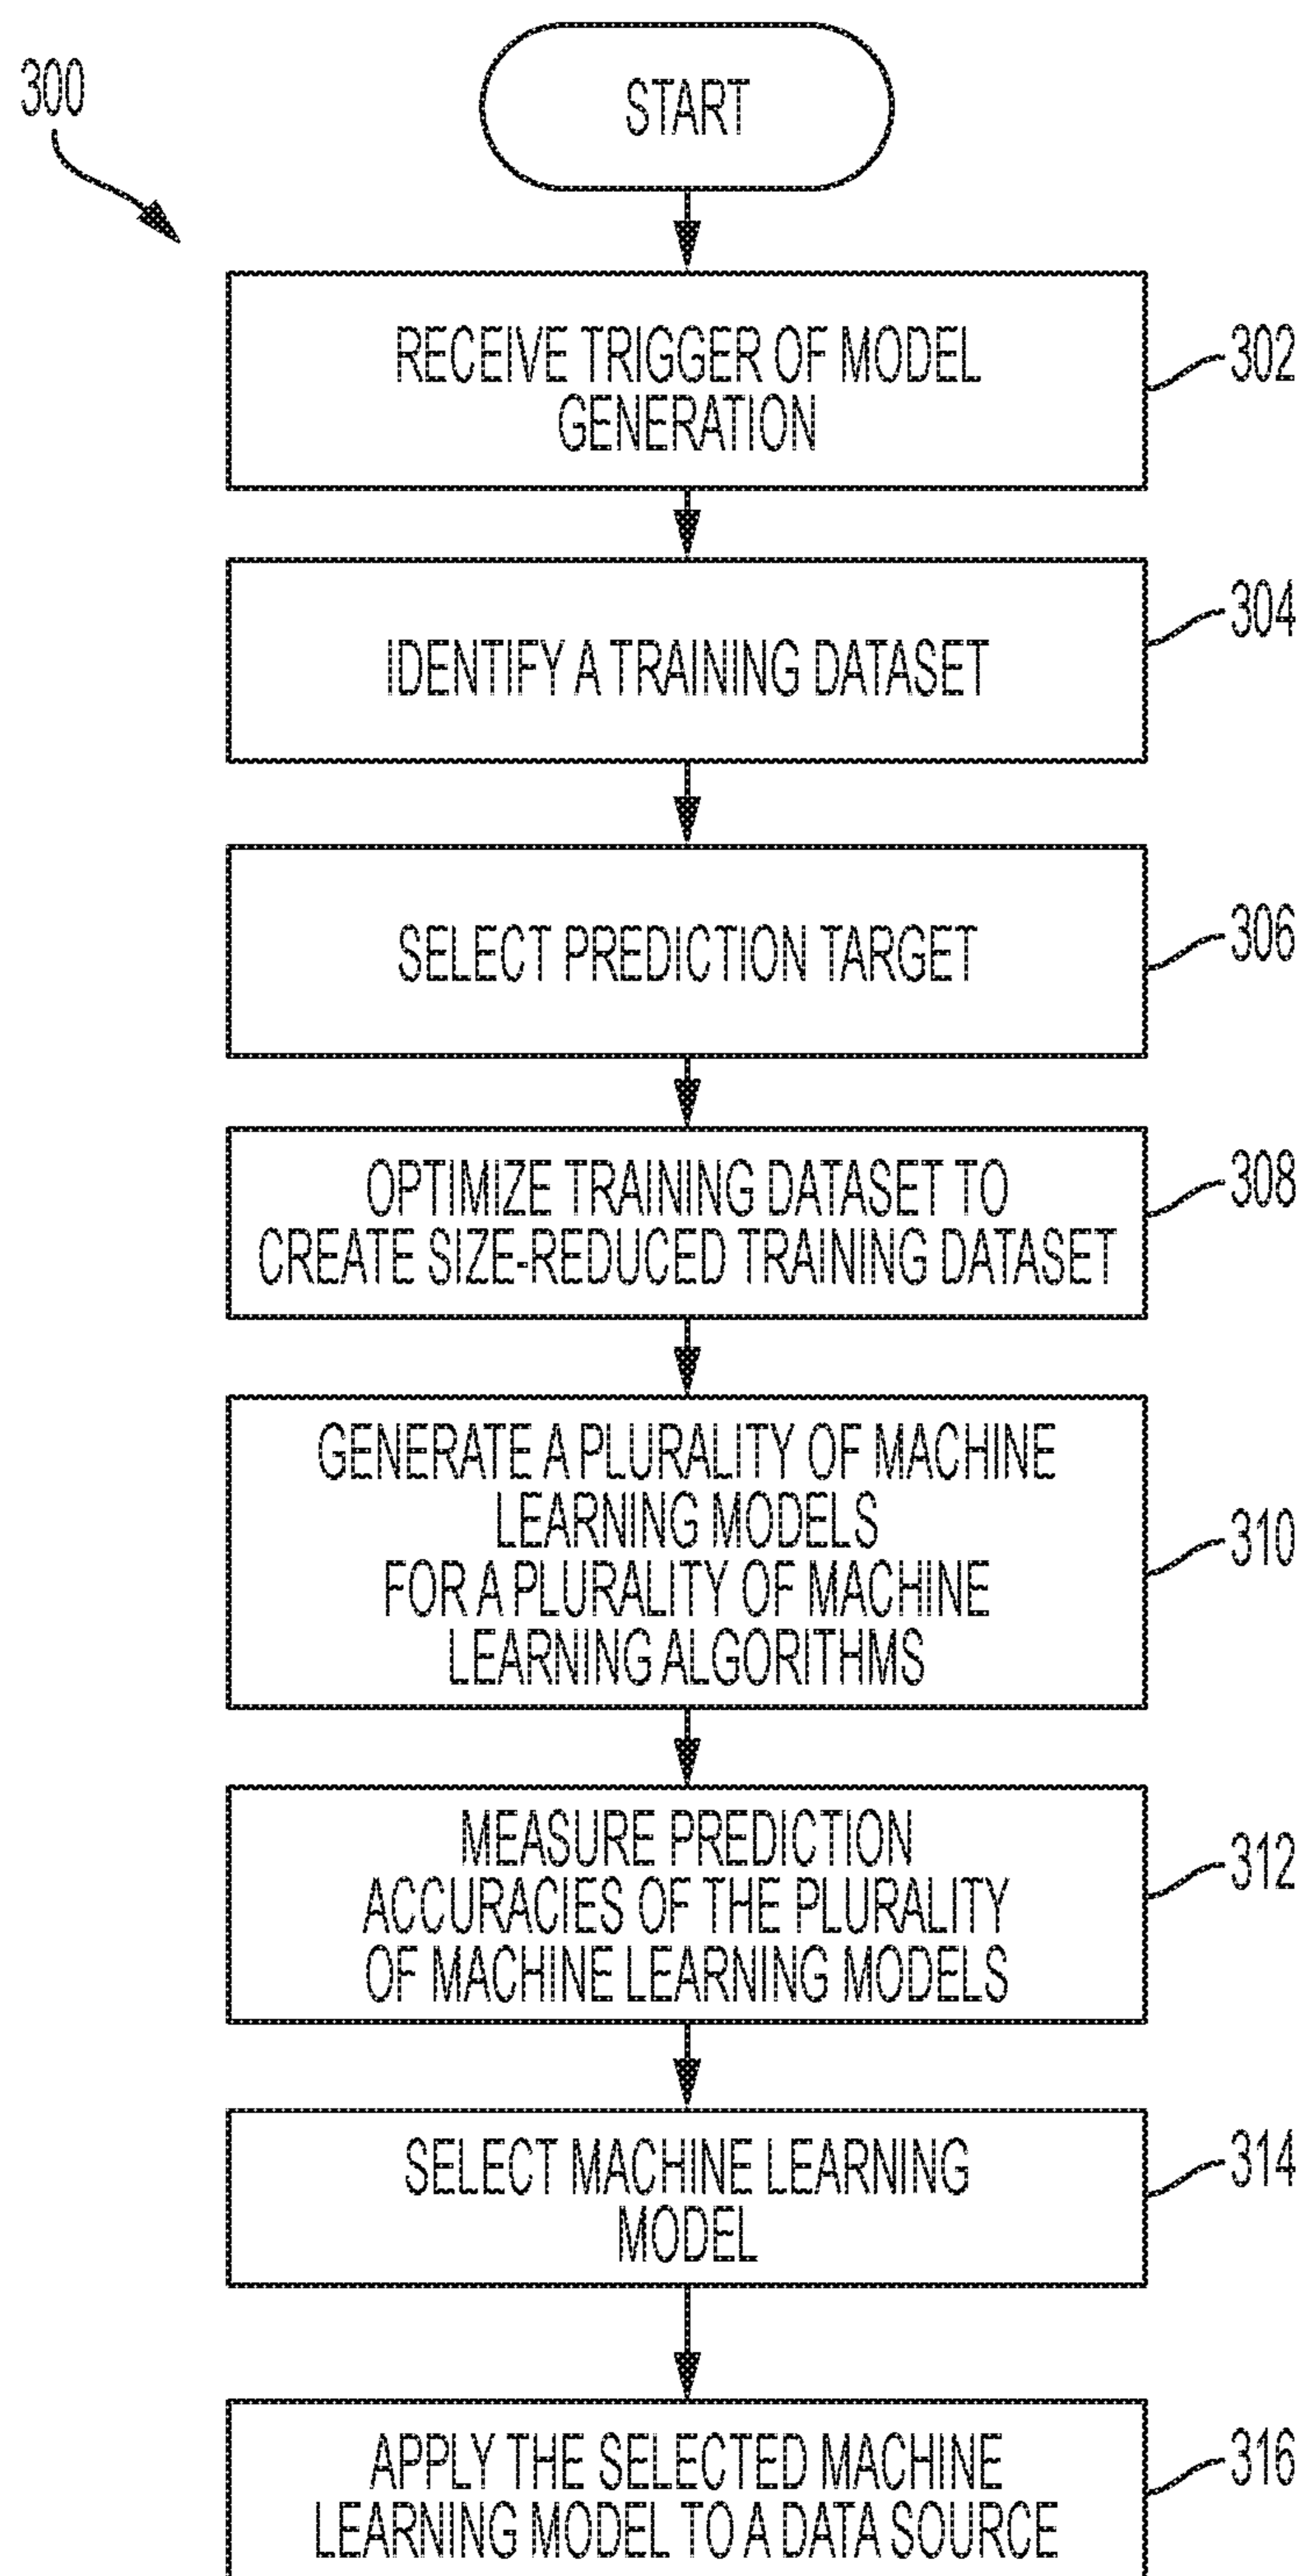 300
START
RECEIVE TRIGGER OF MODEL
GENERATION
302
IDENTIFY A TRAINING DATASET
304
SELECT PREDICTION TARGET
306
OPTIMIZE TRAINING DATASET TO
CREATE SIZE-REDUCED TRAINING DATASET
308
GENERATE A PLURALITY OF MACHINE
LEARNING MODELS
FOR A PLURALITY OF MACHINE
LEARNING ALGORITHMS
310
MEASURE PREDICTION
ACCURACIES OF THE PLURALITY
OF MACHINE LEARNING MODELS
312
SELECT MACHINE LEARNING
MODEL
314
APPLY THE SELECTED MACHINE
LEARNING MODEL TO A DATA SOURCE
316